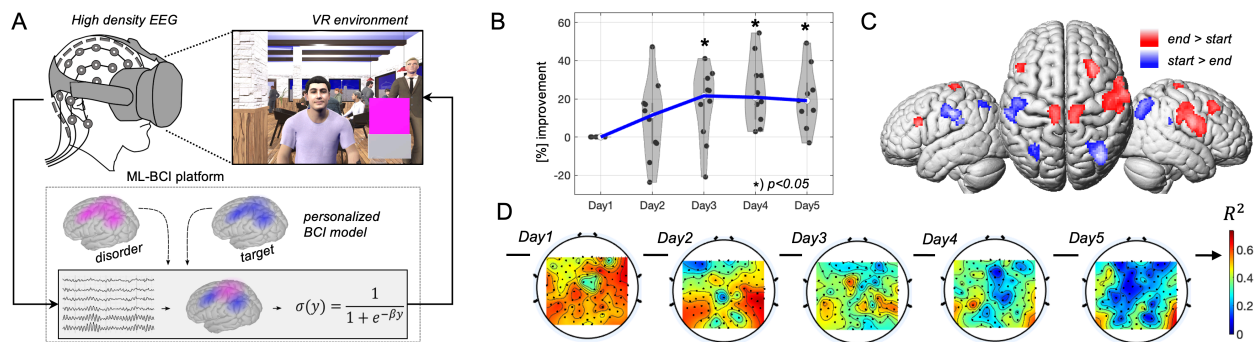 A
High density EEG
VR environment
ML-BCI platform
disorder
target
personalized
BCI model
σ(y) = 1 / (1 + e^{−βy})
B
[%] improvement
60
40
20
0
-20
*
*
*
*) p<0.05
Day1 Day2 Day3 Day4 Day5
C
end > start
start > end
D
Day1 Day2 Day3 Day4 Day5
R²
0.6
0.4
0.2
0